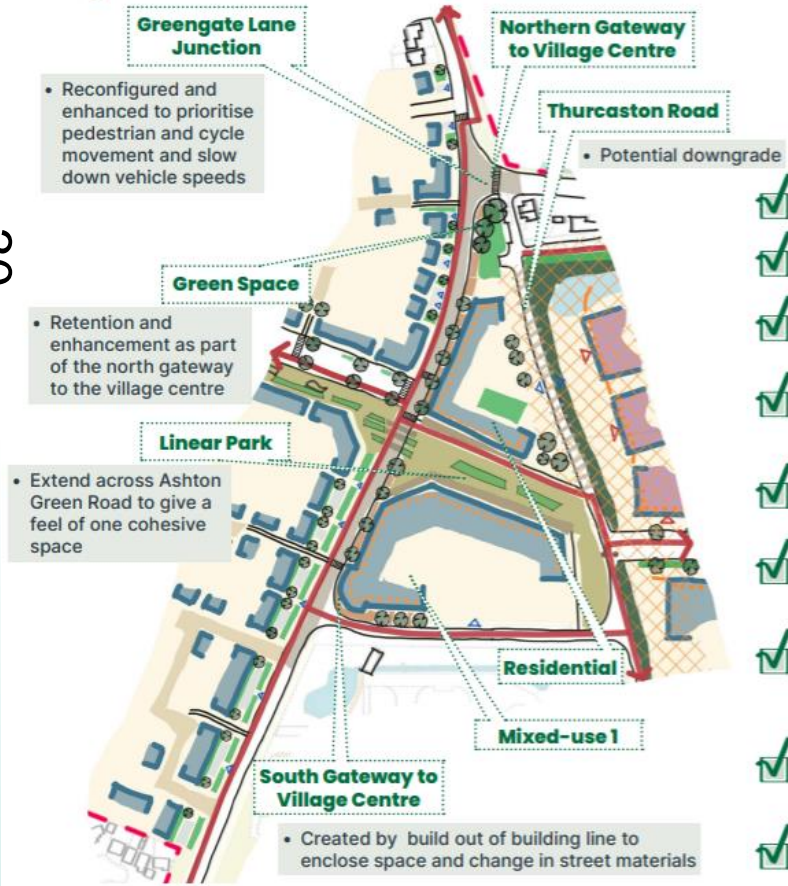 Greengate Lane
Junction
• Reconfigured and
enhanced to prioritise
pedestrian and cycle
movement and slow
down vehicle speeds
Northern Gateway
to Village Centre
Thurcaston Road
• Potential downgrade
Green Space
• Retention and
enhancement as part
of the north gateway
to the village centre
Linear Park
• Extend across Ashton
Green Road to give a
feel of one cohesive
space
Residential
Mixed-use 1
South Gateway to
Village Centre
• Created by build out of building line to
enclose space and change in street materials